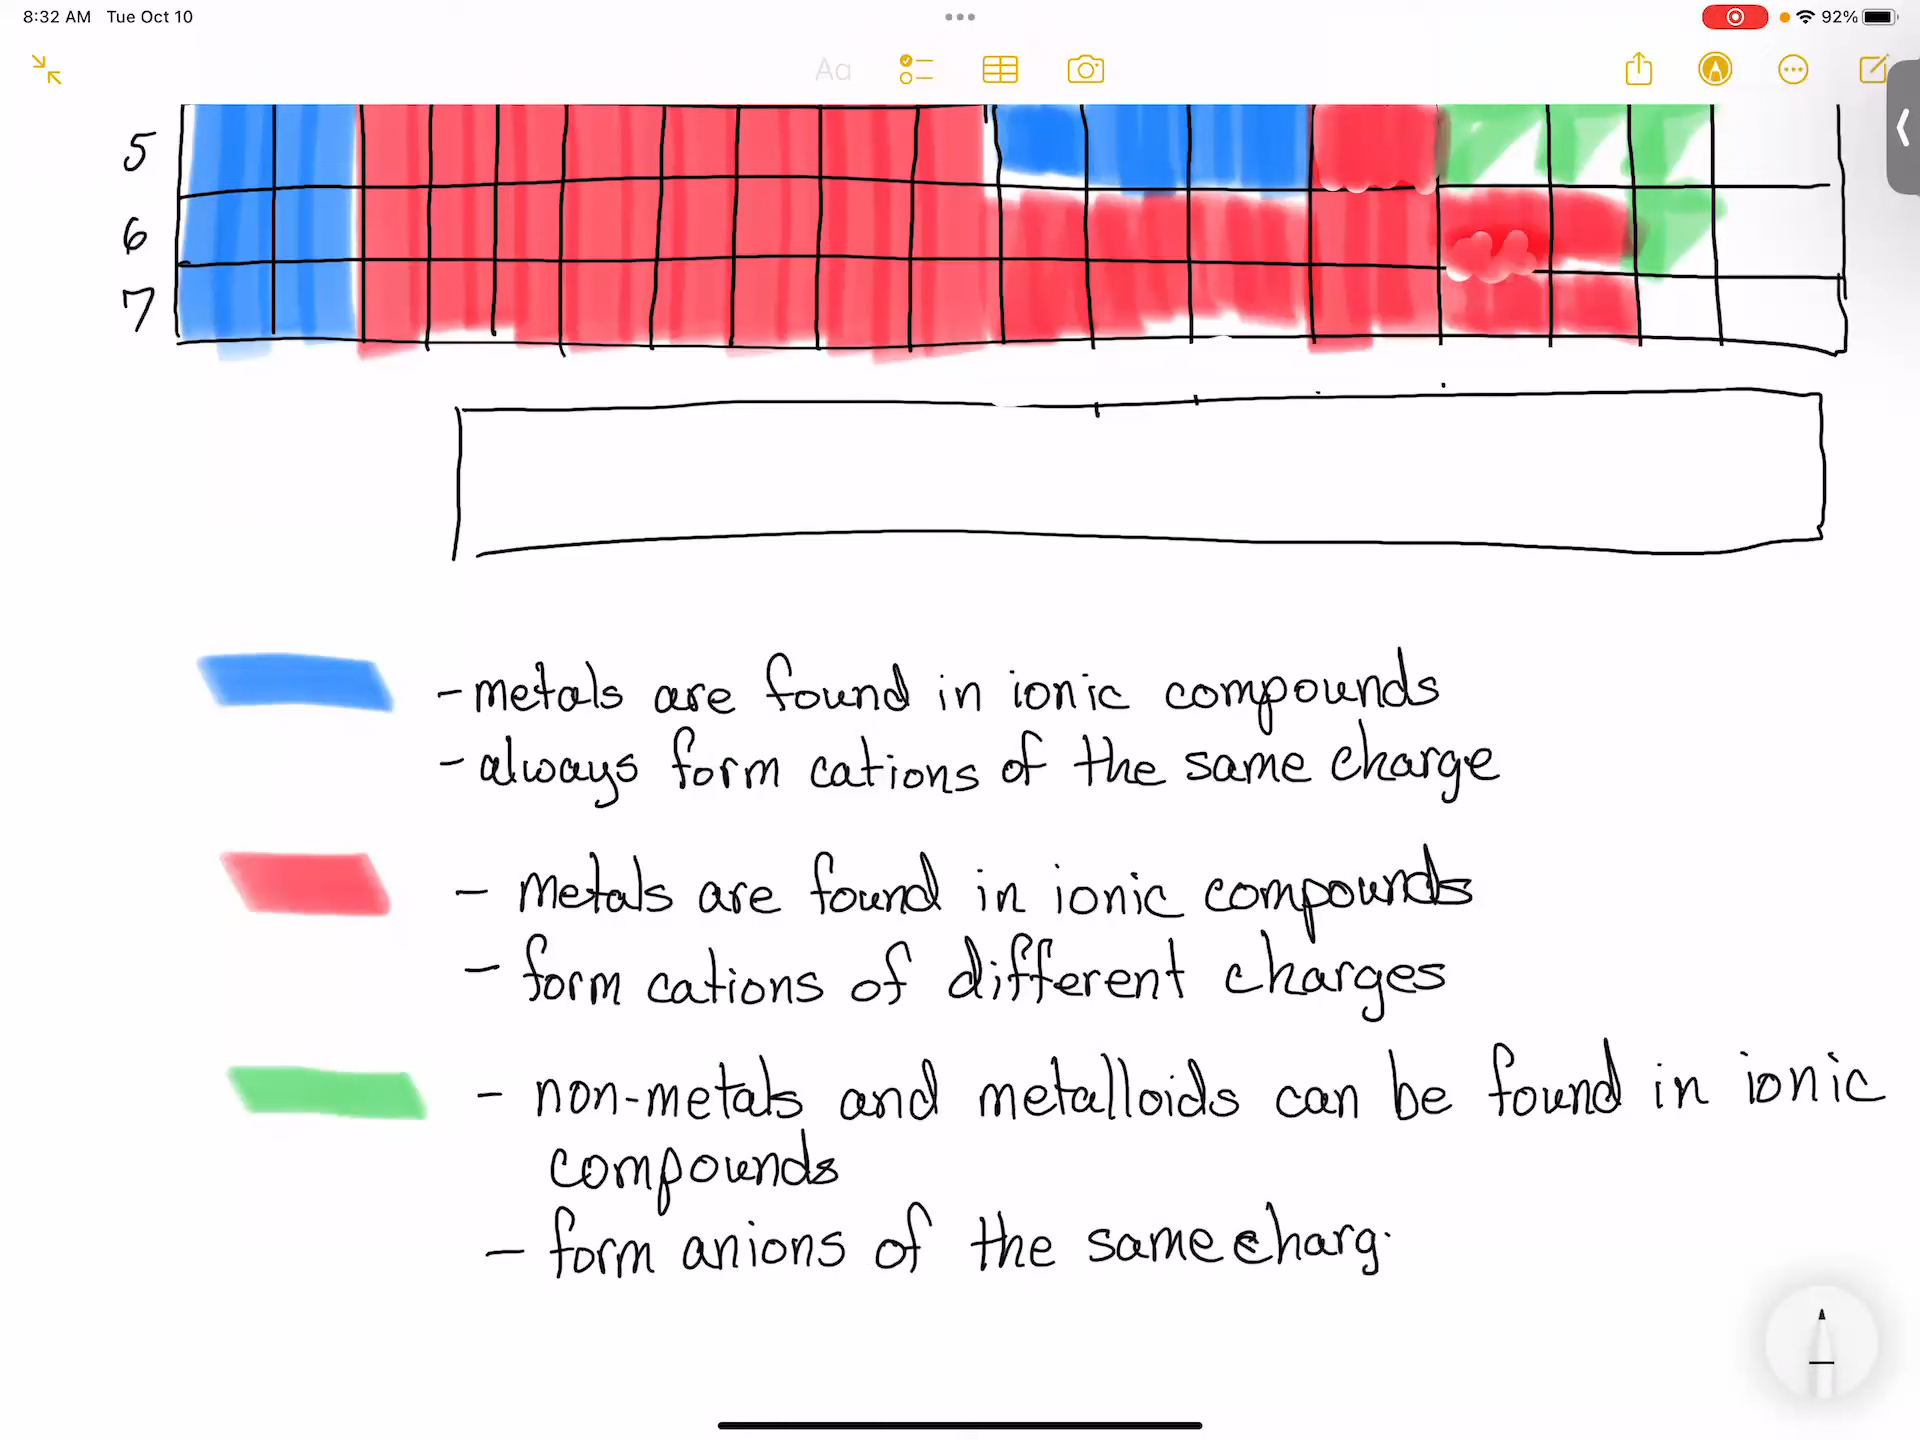 8:32 AM Tue Oct 10
92%
Aa
5
6
7
- metals are found in ionic compounds
- always form cations of the same charge
- metals are found in ionic compounds
- form cations of different charges
- non-metals and metalloids can be found in ionic
compounds
- form anions of the same charg